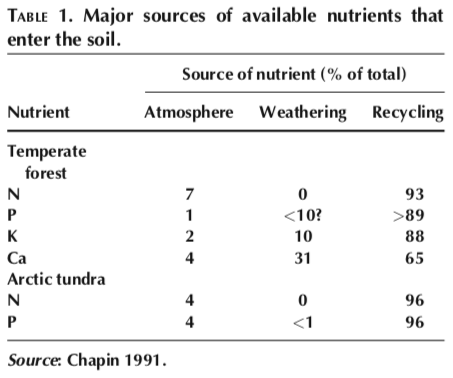 TABLE 1. Major sources of available nutrients that
enter the soil.
Source of nutrient (% of total)
Nutrient Atmosphere Weathering Recycling
Temperate
forest
N 7 0 93
P 1 <10? >89
K 2 10 88
Ca 4 31 65
Arctic tundra
N 4 0 96
P 4 <1 96
Source: Chapin 1991.